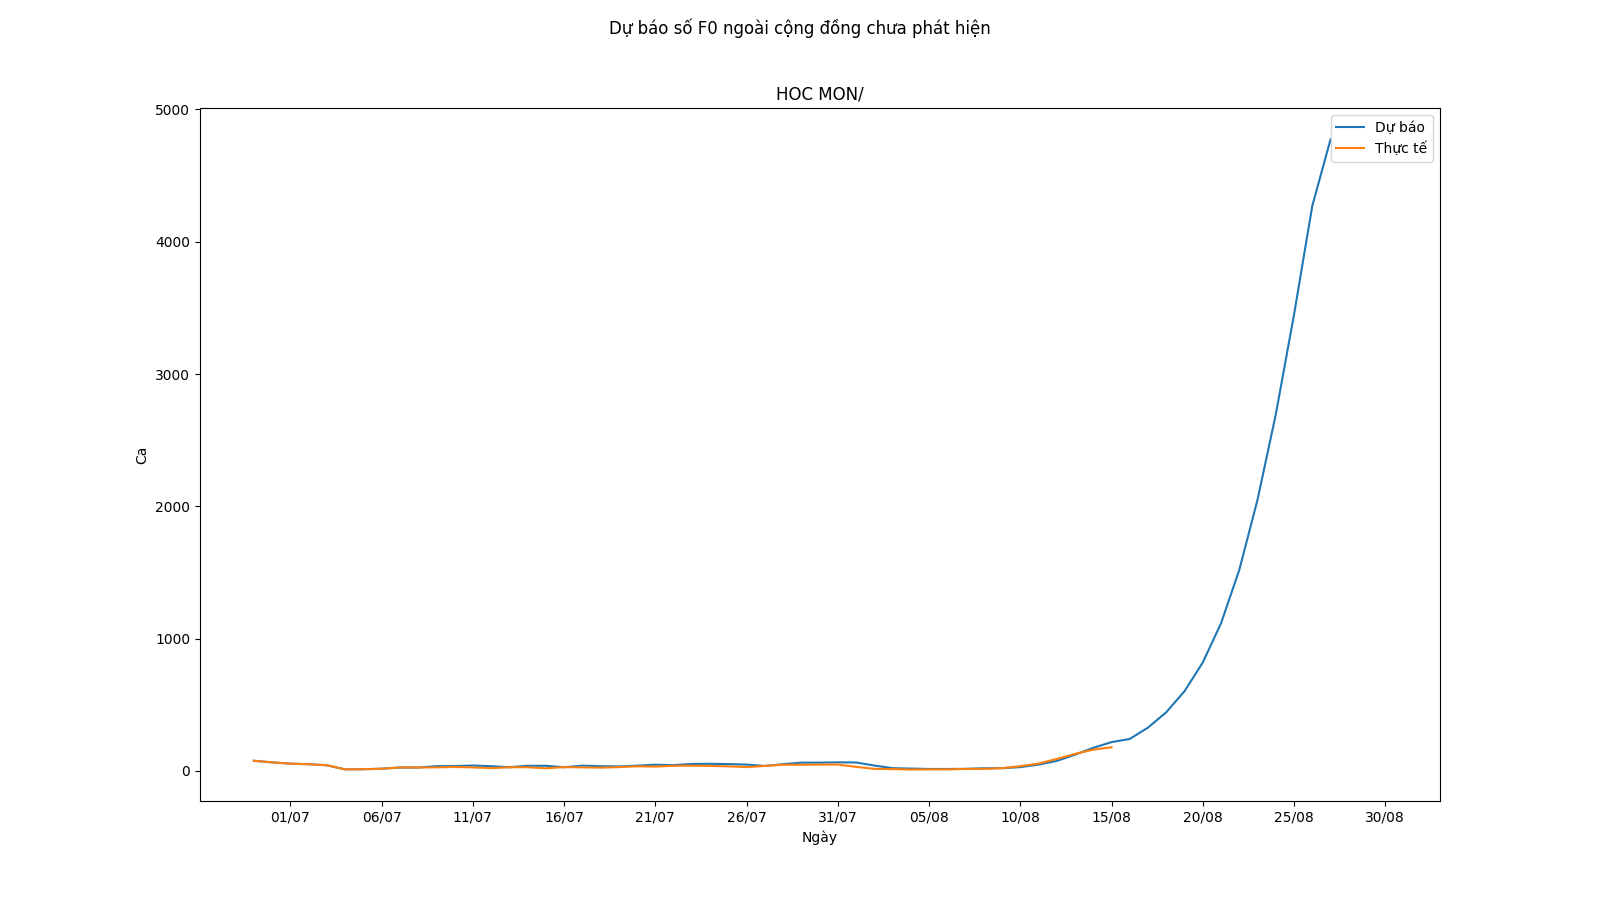 Dự báo số F0 ngoài cộng đồng chưa phát hiện
HOC MON/
5000
4000
3000
2000
1000
0
Ca
Dự báo
Thực tế
01/07 06/07 11/07 16/07 21/07 26/07 31/07 05/08 10/08 15/08 20/08 25/08 30/08
Ngày